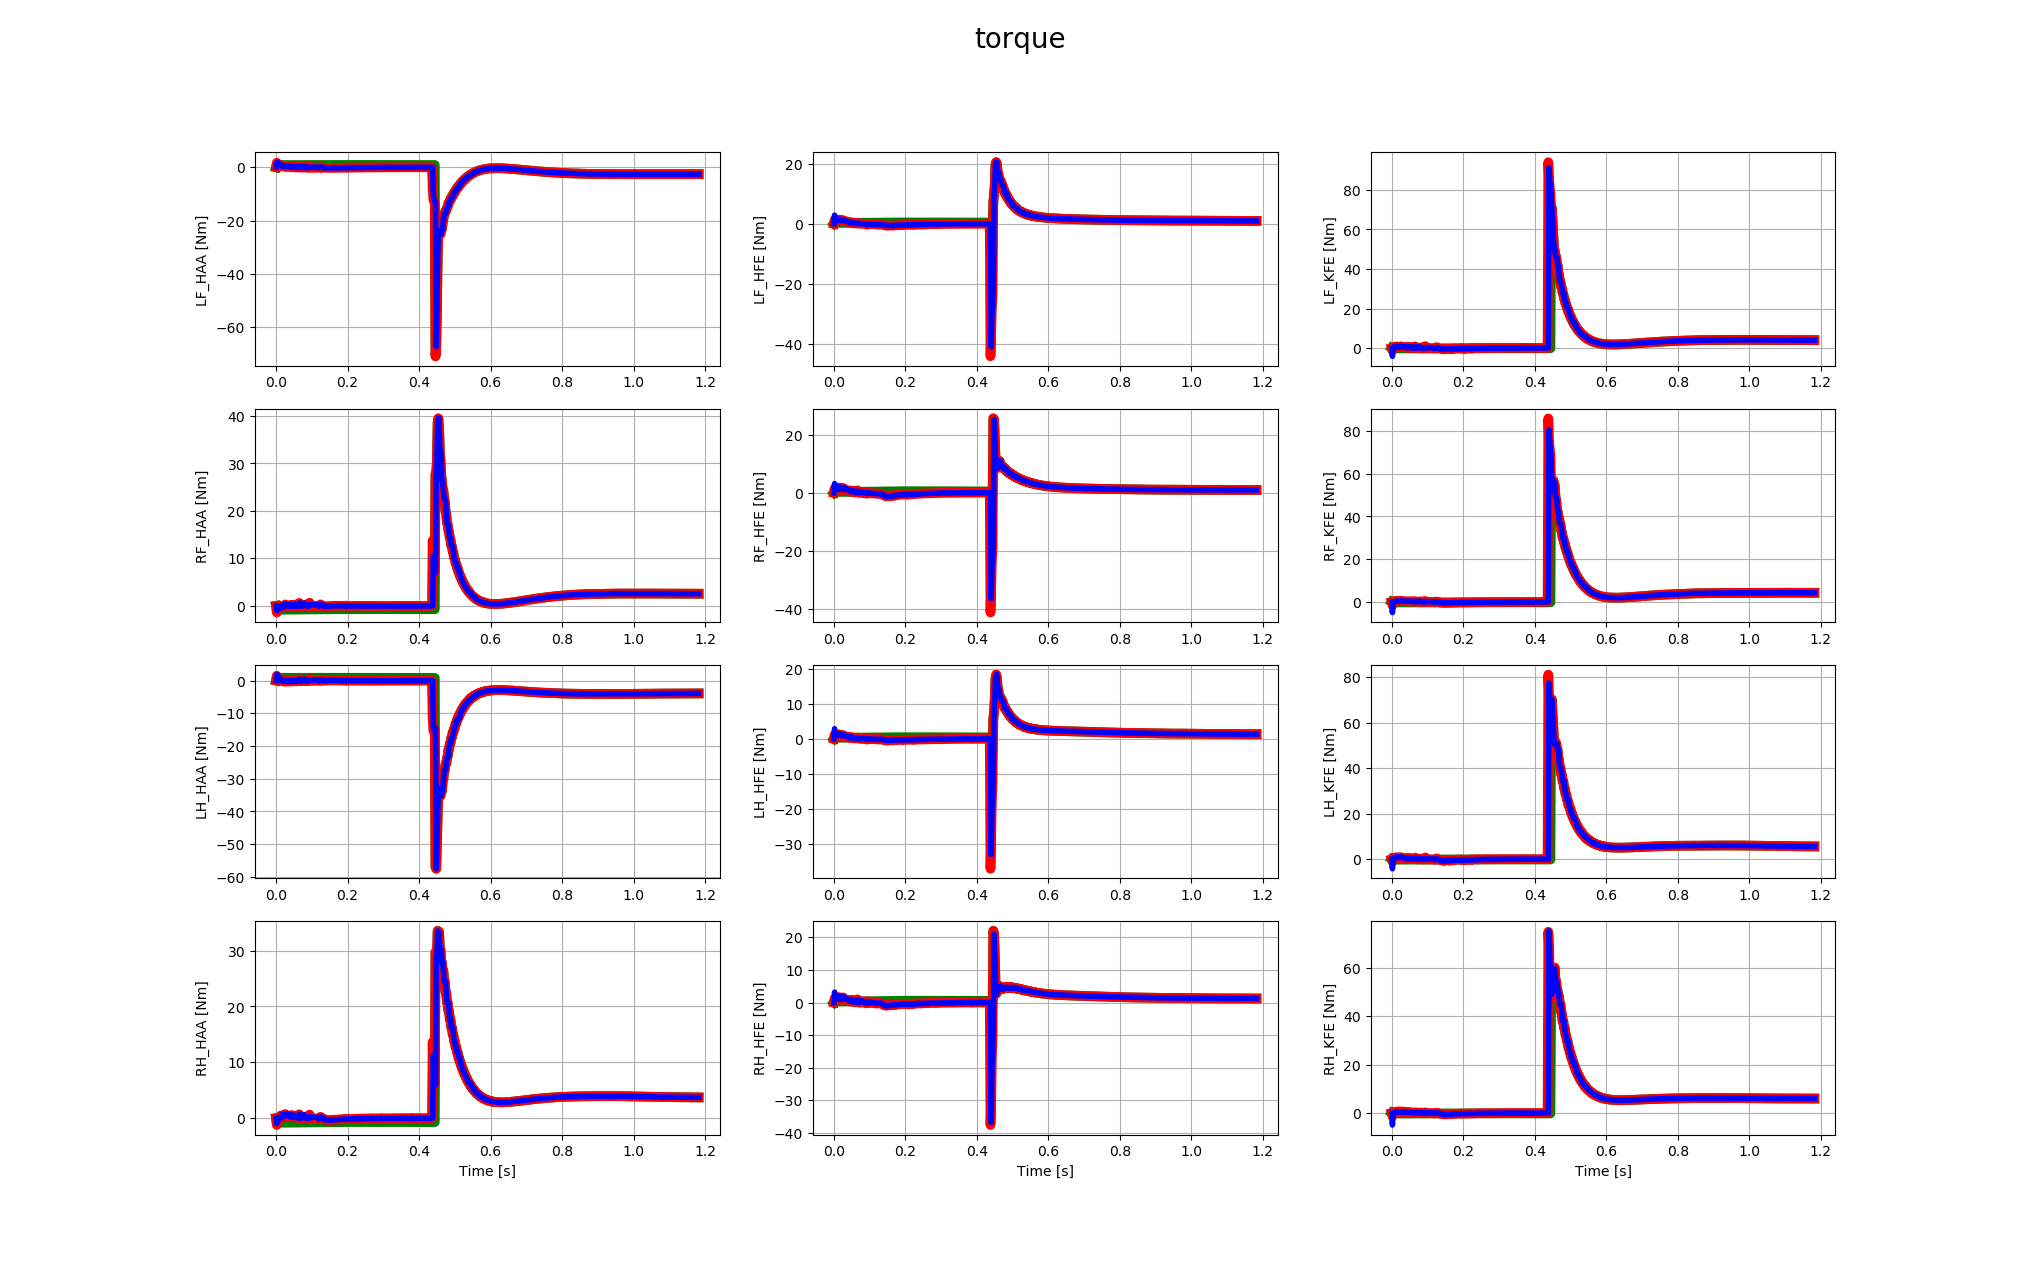 torque
LF_HAA [Nm]
0
−20
−40
−60
0.0 0.2 0.4 0.6 0.8 1.0 1.2
LF_HFE [Nm]
20
0
−20
−40
0.0 0.2 0.4 0.6 0.8 1.0 1.2
LF_KFE [Nm]
80
60
40
20
0
0.0 0.2 0.4 0.6 0.8 1.0 1.2
RF_HAA [Nm]
40
30
20
10
0
0.0 0.2 0.4 0.6 0.8 1.0 1.2
RF_HFE [Nm]
20
0
−20
−40
0.0 0.2 0.4 0.6 0.8 1.0 1.2
RF_KFE [Nm]
80
60
40
20
0
0.0 0.2 0.4 0.6 0.8 1.0 1.2
LH_HAA [Nm]
0
−10
−20
−30
−40
−50
−60
0.0 0.2 0.4 0.6 0.8 1.0 1.2
LH_HFE [Nm]
20
10
0
−10
−20
−30
0.0 0.2 0.4 0.6 0.8 1.0 1.2
LH_KFE [Nm]
80
60
40
20
0
0.0 0.2 0.4 0.6 0.8 1.0 1.2
RH_HAA [Nm]
30
20
10
0
0.0 0.2 0.4 0.6 0.8 1.0 1.2
Time [s]
RH_HFE [Nm]
20
10
0
−10
−20
−30
−40
0.0 0.2 0.4 0.6 0.8 1.0 1.2
Time [s]
RH_KFE [Nm]
60
40
20
0
0.0 0.2 0.4 0.6 0.8 1.0 1.2
Time [s]